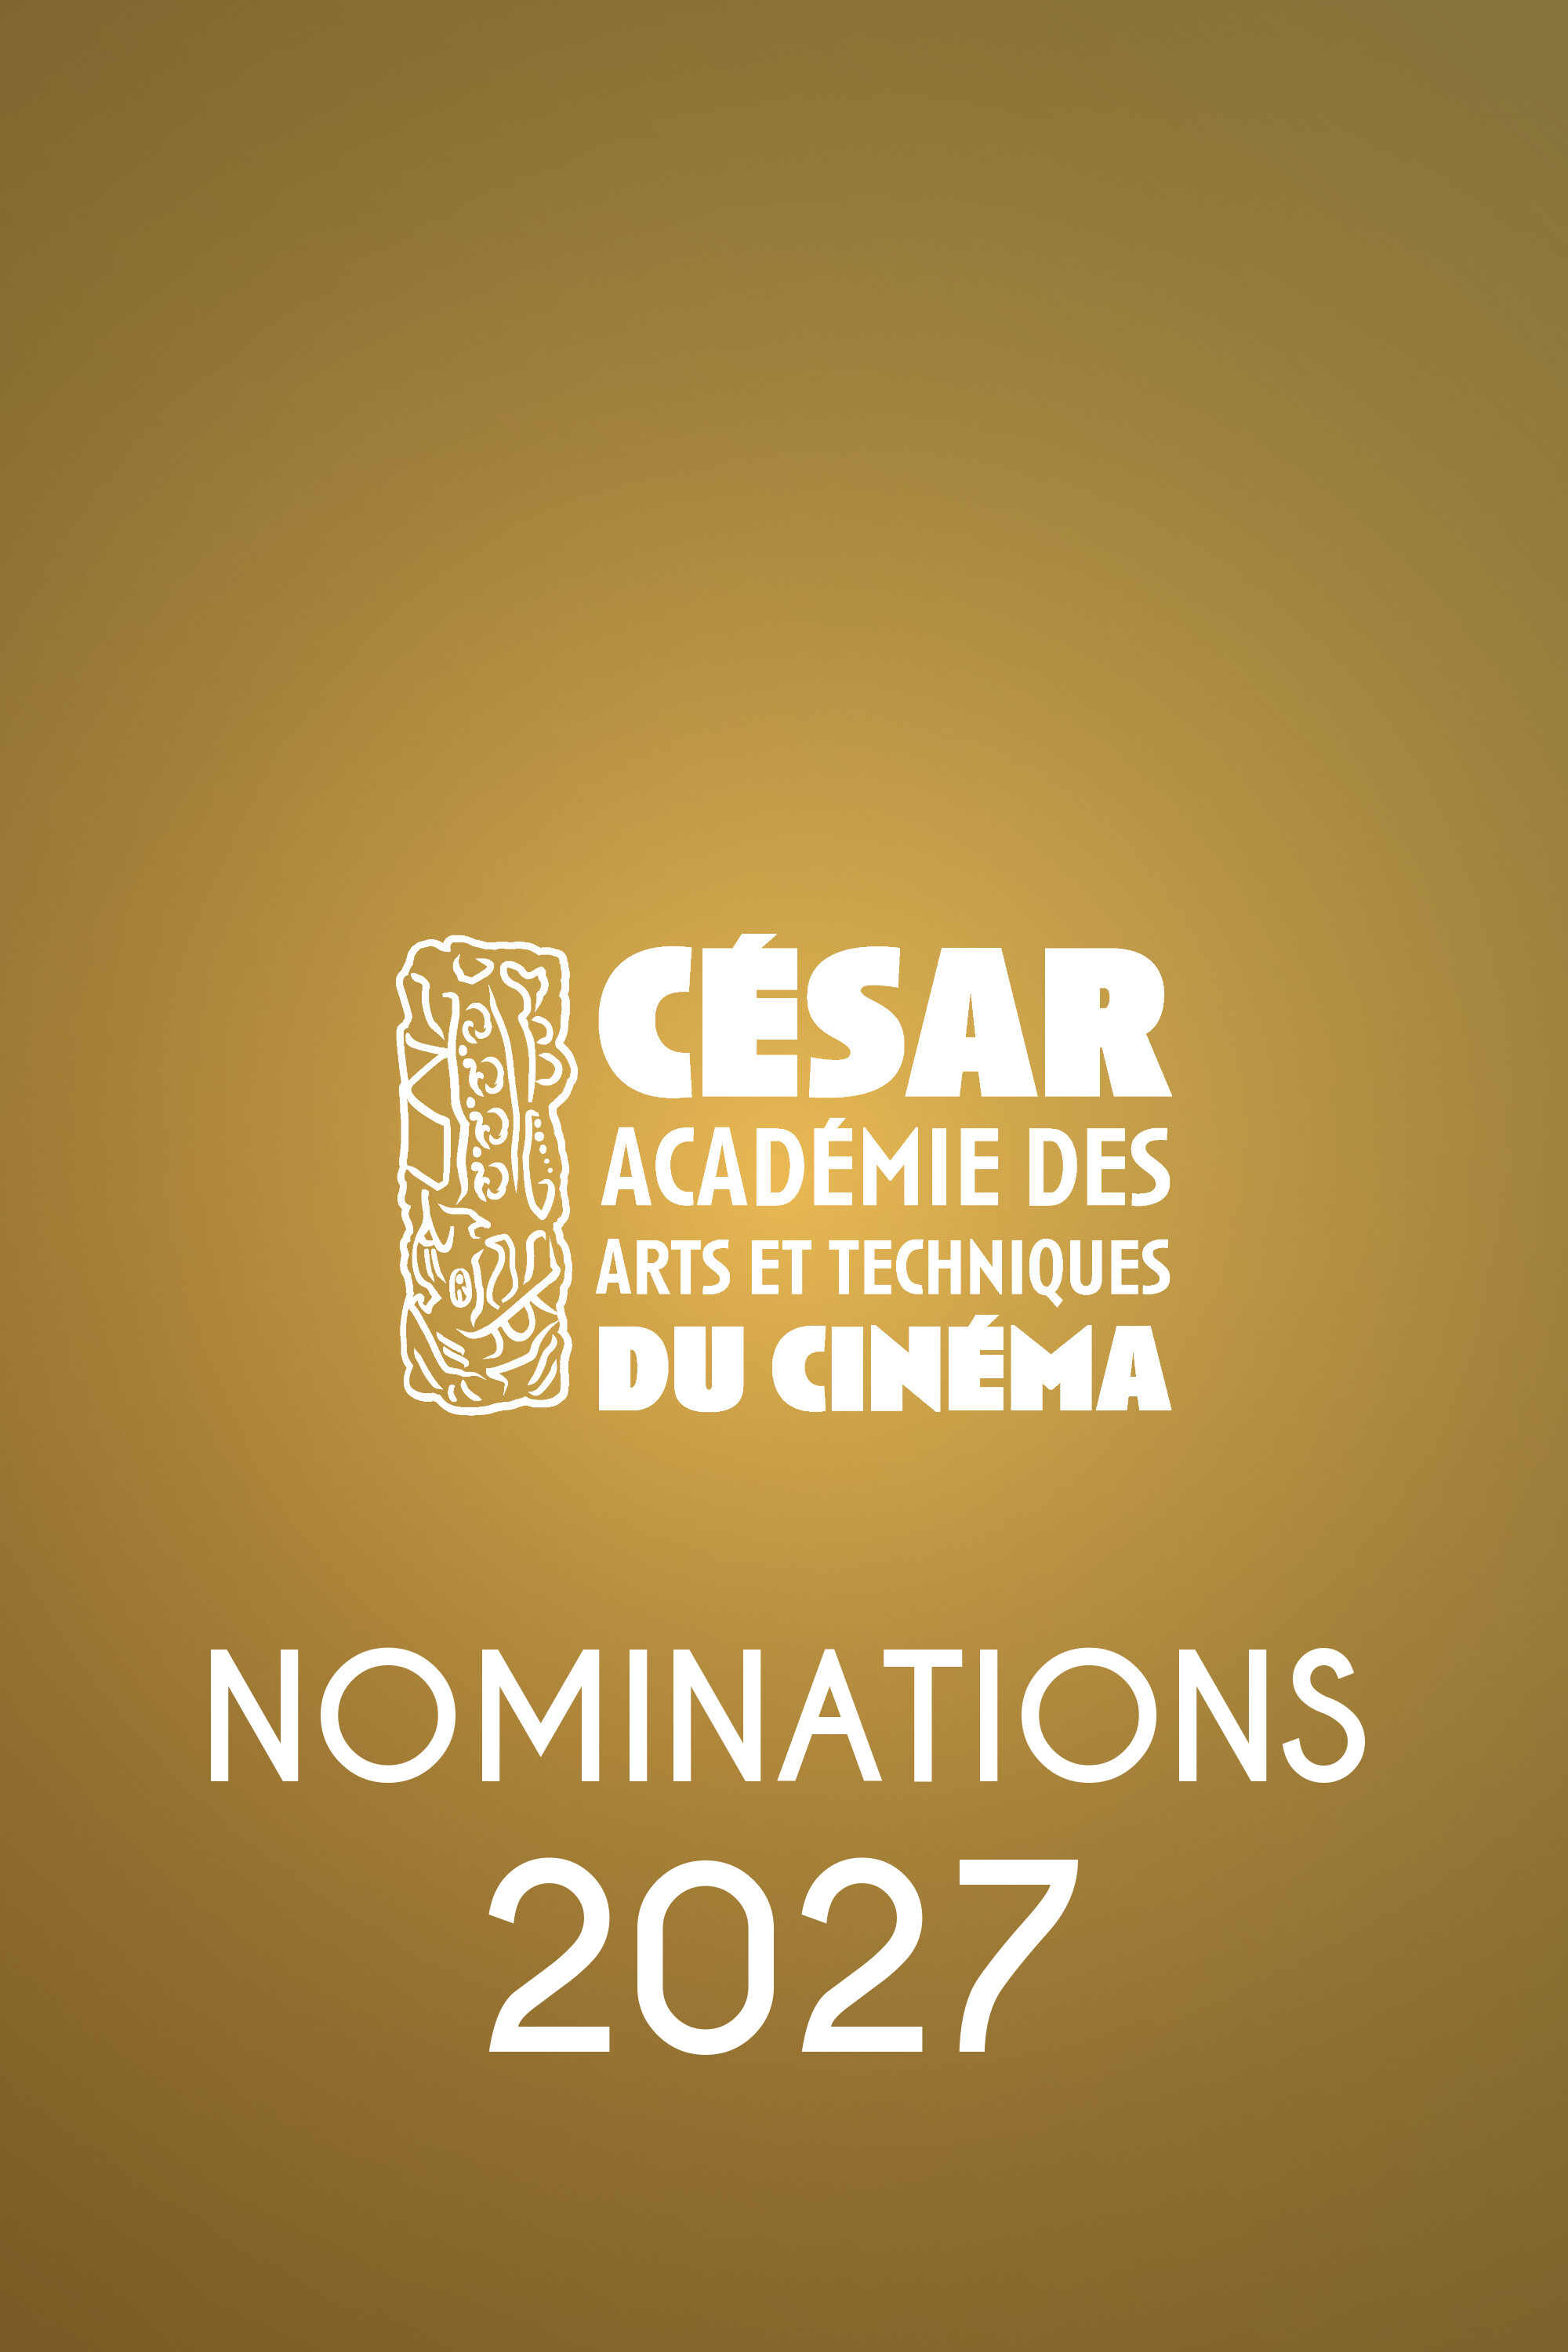 CÉSAR
ACADÉMIE DES
ARTS ET TECHNIQUES
DU CINÉMA
NOMINATIONS
2027